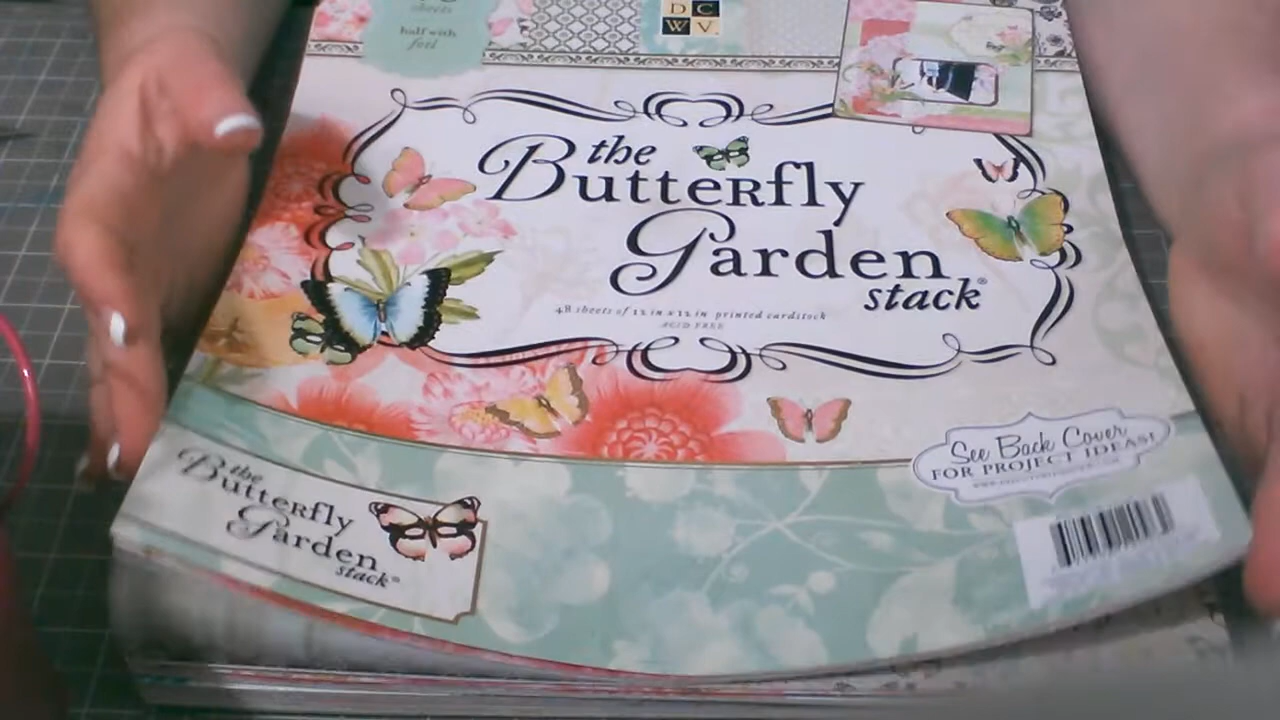 sheets
half with
foil
D C
W V
the
Butterfly
Garden
stack®
48 sheets of 12 in x 12 in printed cardstock
ACID FREE
See Back Cover
FOR PROJECT IDEAS!
the
Butterfly
Garden
stack®